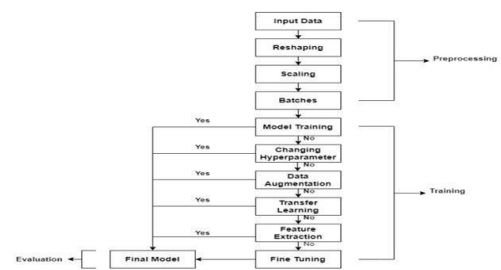 Input Data
Reshaping
Preprocessing
Scaling
Batches
Yes
Model Training
No
Yes
Changing
Hyperparameter
No
Yes
Data
Augmentation
No
Training
Yes
Transfer
Learning
No
Yes
Feature
Extraction
No
Evaluation
Final Model
Fine Tuning